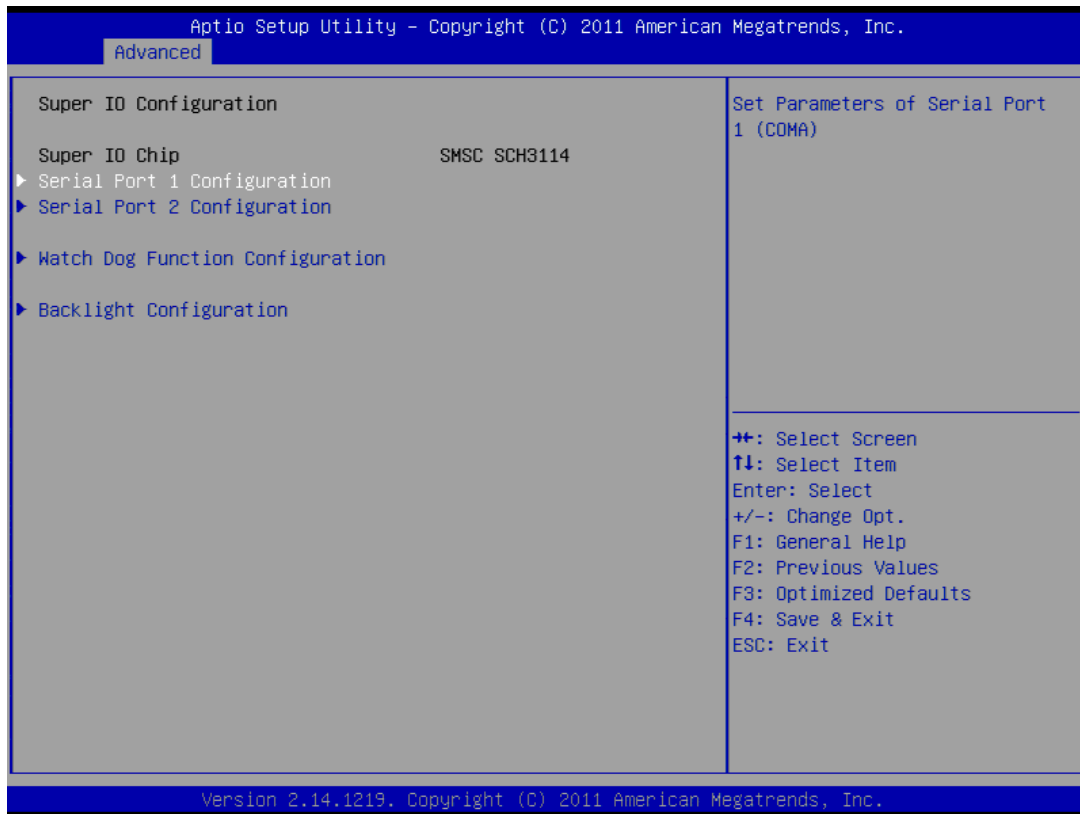 Aptio Setup Utility – Copyright (C) 2011 American Megatrends, Inc.
Advanced
Super IO Configuration
Super IO Chip SMSC SCH3114
Serial Port 1 Configuration
Serial Port 2 Configuration
Watch Dog Function Configuration
Backlight Configuration
Set Parameters of Serial Port
1 (COMA)
→←: Select Screen
↑↓: Select Item
Enter: Select
+/-: Change Opt.
F1: General Help
F2: Previous Values
F3: Optimized Defaults
F4: Save & Exit
ESC: Exit
Version 2.14.1219. Copyright (C) 2011 American Megatrends, Inc.